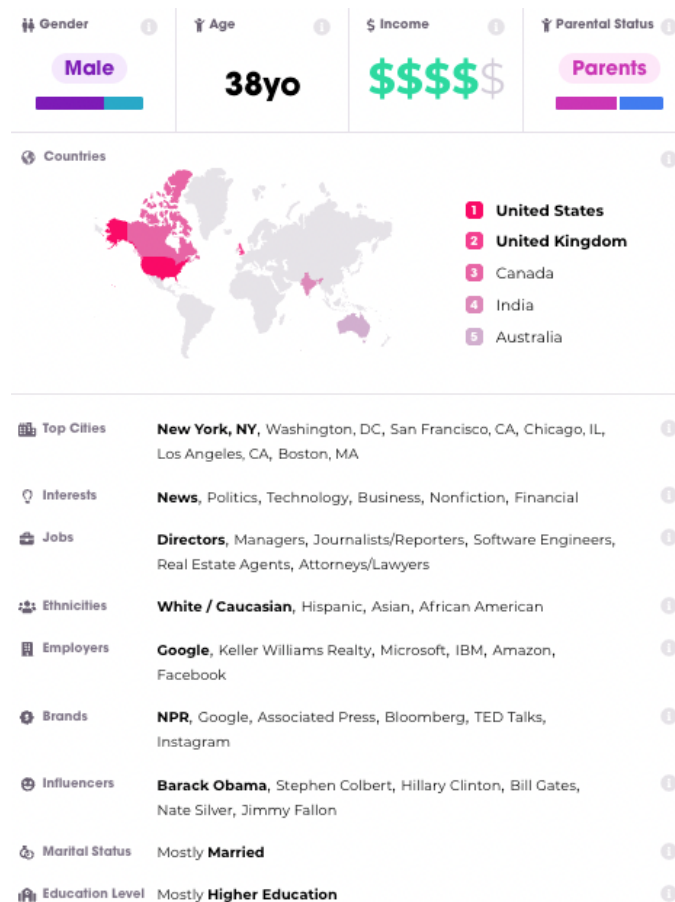 Gender
Age
$ Income
Parental Status
Male
38yo
$$$$$
Parents
Countries
1 United States
2 United Kingdom
3 Canada
4 India
5 Australia
Top Cities
New York, NY, Washington, DC, San Francisco, CA, Chicago, IL,
Los Angeles, CA, Boston, MA
Interests
News, Politics, Technology, Business, Nonfiction, Financial
Jobs
Directors, Managers, Journalists/Reporters, Software Engineers,
Real Estate Agents, Attorneys/Lawyers
Ethnicities
White / Caucasian, Hispanic, Asian, African American
Employers
Google, Keller Williams Realty, Microsoft, IBM, Amazon,
Facebook
Brands
NPR, Google, Associated Press, Bloomberg, TED Talks,
Instagram
Influencers
Barack Obama, Stephen Colbert, Hillary Clinton, Bill Gates,
Nate Silver, Jimmy Fallon
Marital Status
Mostly Married
Education Level
Mostly Higher Education